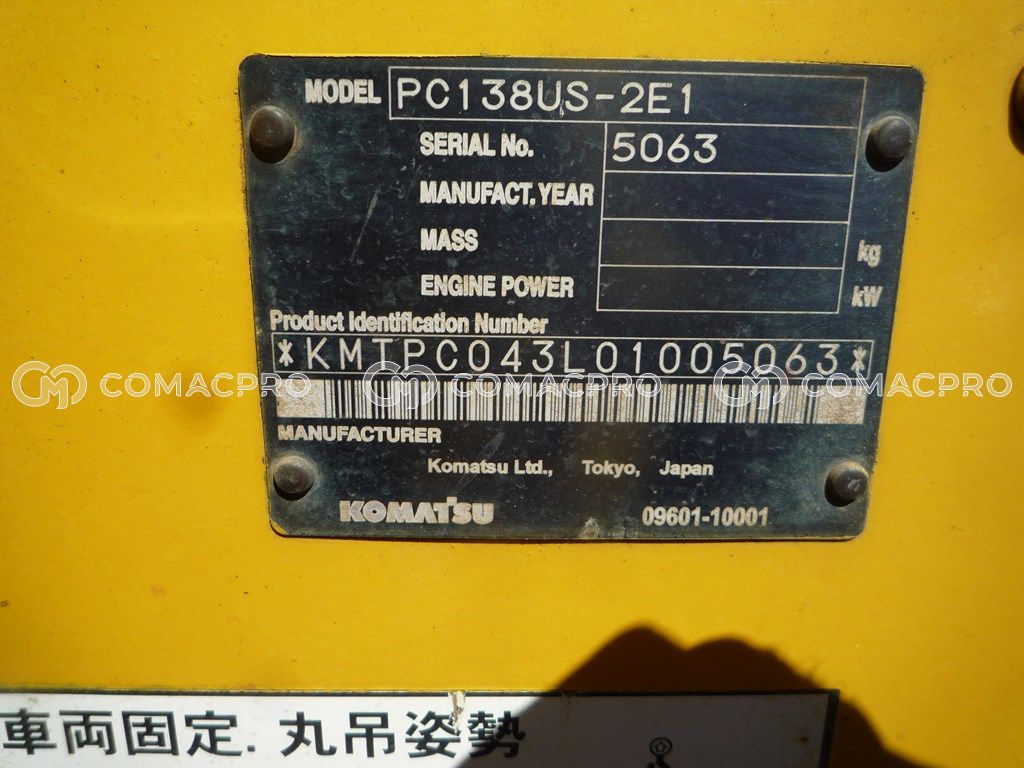 MODEL PC138US-2E1
SERIAL No. 5063
MANUFACT. YEAR
MASS kg
ENGINE POWER kW
Product Identification Number
*KMTPC043L01005063*
COMACPRO COMACPRO COMACPRO
MANUFACTURER
Komatsu Ltd., Tokyo, Japan
KOMATSU 09601-10001
車両固定. 丸吊姿勢